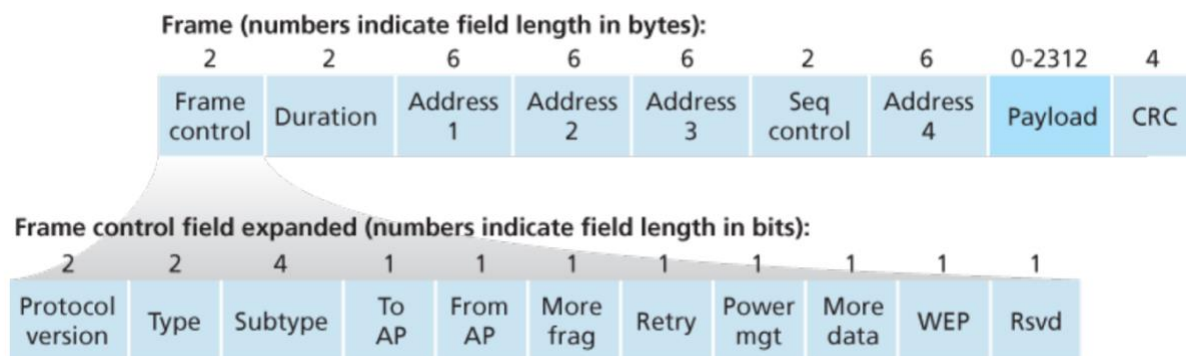 Frame (numbers indicate field length in bytes):
2 2 6 6 6 2 6 0-2312 4
Frame control Duration Address 1 Address 2 Address 3 Seq control Address 4 Payload CRC
Frame control field expanded (numbers indicate field length in bits):
2 2 4 1 1 1 1 1 1 1 1
Protocol version Type Subtype To AP From AP More frag Retry Power mgt More data WEP Rsvd